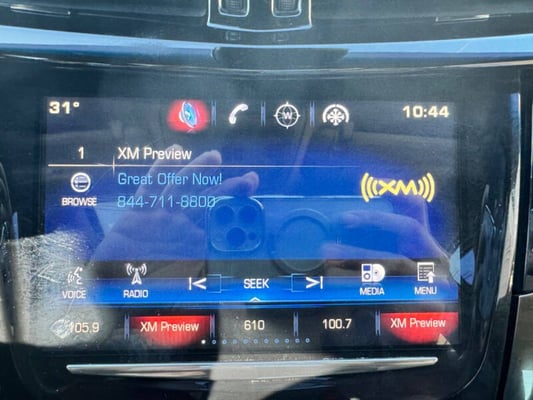 31° 10:44
W
1 XM Preview
Great Offer Now!
BROWSE 844-711-8800
((XM))
VOICE RADIO SEEK MEDIA MENU
105.9 XM Preview 610 100.7 XM Preview